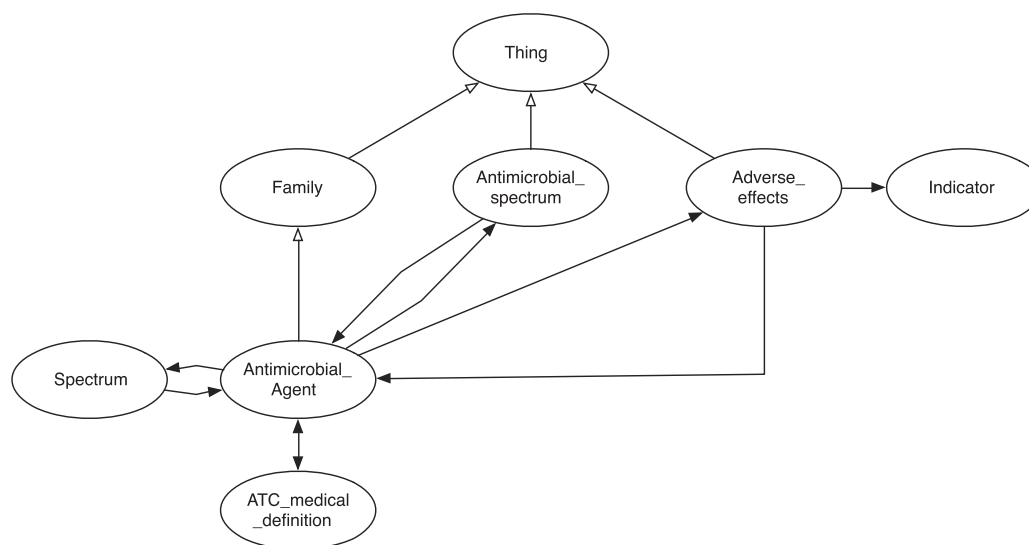 Thing
Family
Antimicrobial_
spectrum
Adverse_
effects
Indicator
Spectrum
Antimicrobial_
Agent
ATC_medical
_definition